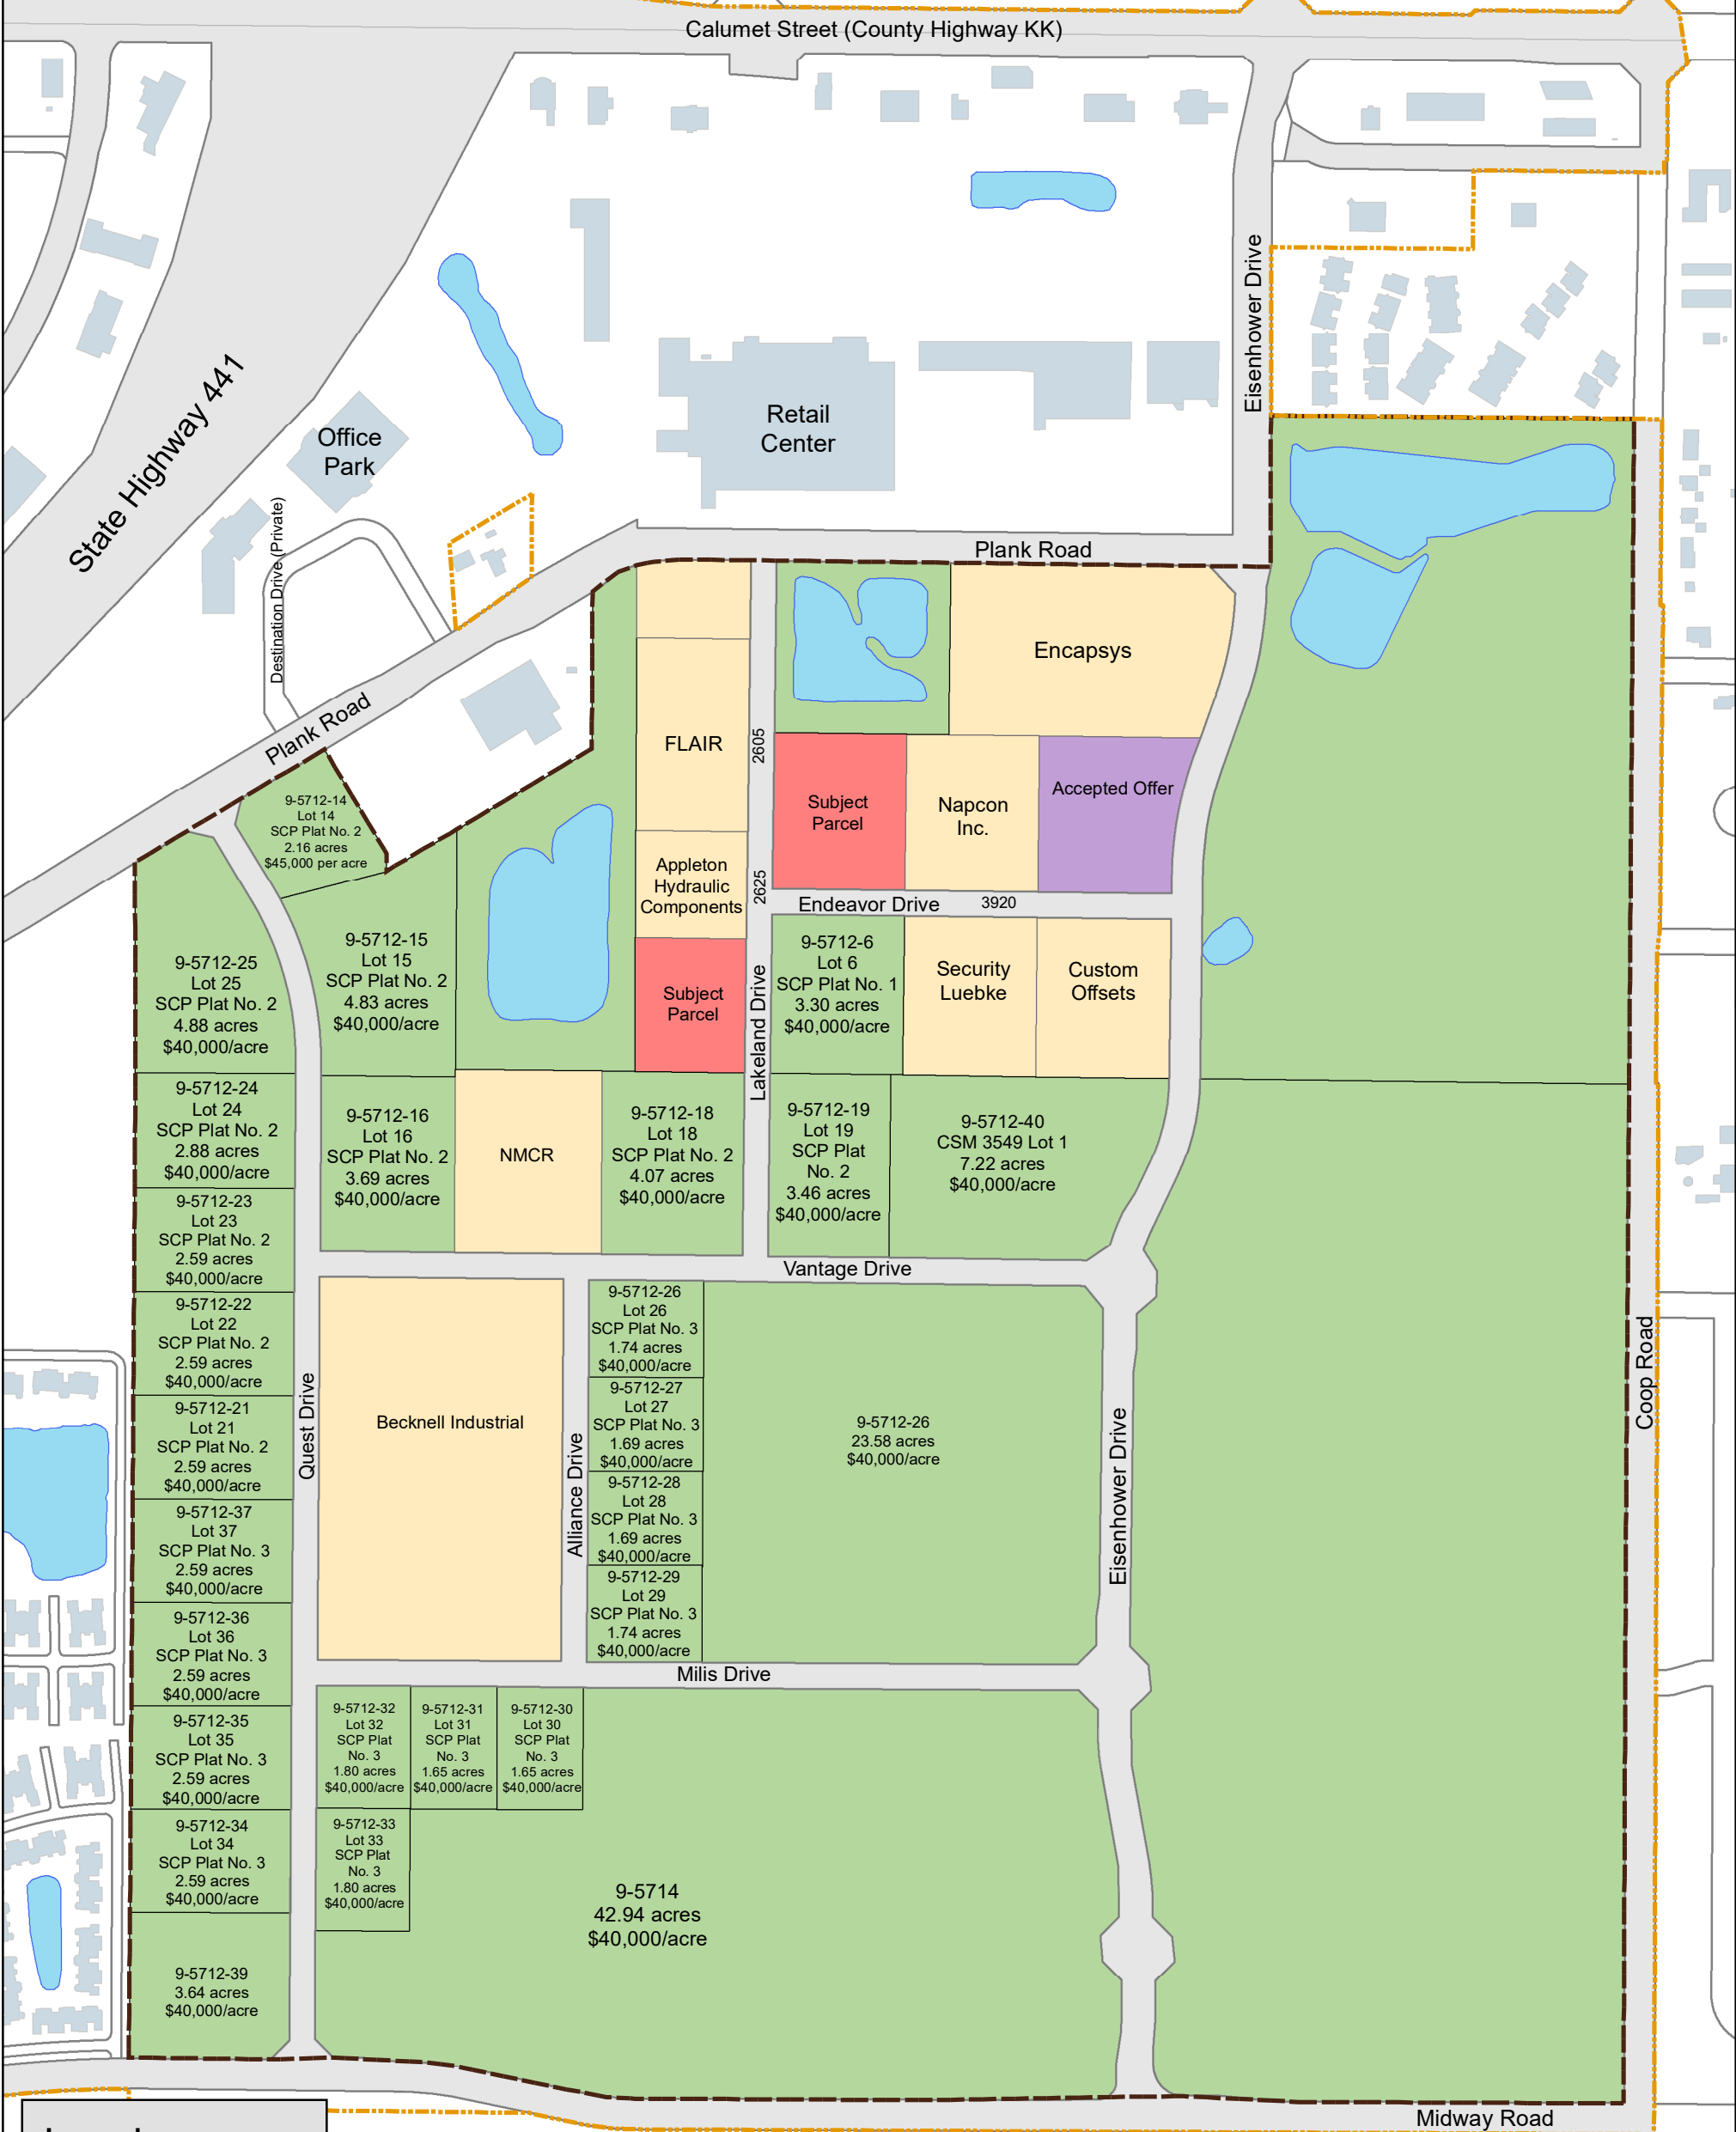 Calumet Street (County Highway KK)
State Highway 441
Office
Park
Retail
Center
Eisenhower Drive
Destination Drive (Private)
Plank Road
Plank Road
Encapsys
FLAIR
2605
Subject
Parcel
Napcon
Inc.
Accepted Offer
9-5712-14
Lot 14
SCP Plat No. 2
2.16 acres
$45,000 per acre
Appleton
Hydraulic
Components
2625
Endeavor Drive
3920
9-5712-25
Lot 25
SCP Plat No. 2
4.88 acres
$40,000/acre
9-5712-15
Lot 15
SCP Plat No. 2
4.83 acres
$40,000/acre
Subject
Parcel
Lakeland Drive
9-5712-6
Lot 6
SCP Plat No. 1
3.30 acres
$40,000/acre
Security
Luebke
Custom
Offsets
9-5712-24
Lot 24
SCP Plat No. 2
2.88 acres
$40,000/acre
9-5712-16
Lot 16
SCP Plat No. 2
3.69 acres
$40,000/acre
NMCR
9-5712-18
Lot 18
SCP Plat No. 2
4.07 acres
$40,000/acre
9-5712-19
Lot 19
SCP Plat
No. 2
3.46 acres
$40,000/acre
9-5712-40
CSM 3549 Lot 1
7.22 acres
$40,000/acre
9-5712-23
Lot 23
SCP Plat No. 2
2.59 acres
$40,000/acre
Vantage Drive
9-5712-22
Lot 22
SCP Plat No. 2
2.59 acres
$40,000/acre
9-5712-21
Lot 21
SCP Plat No. 2
2.59 acres
$40,000/acre
Quest Drive
Becknell Industrial
Alliance Drive
9-5712-26
Lot 26
SCP Plat No. 3
1.74 acres
$40,000/acre
9-5712-27
Lot 27
SCP Plat No. 3
1.69 acres
$40,000/acre
9-5712-28
Lot 28
SCP Plat No. 3
1.69 acres
$40,000/acre
9-5712-29
Lot 29
SCP Plat No. 3
1.74 acres
$40,000/acre
9-5712-26
23.58 acres
$40,000/acre
Eisenhower Drive
Coop Road
9-5712-37
Lot 37
SCP Plat No. 3
2.59 acres
$40,000/acre
9-5712-36
Lot 36
SCP Plat No. 3
2.59 acres
$40,000/acre
Milis Drive
9-5712-35
Lot 35
SCP Plat No. 3
2.59 acres
$40,000/acre
9-5712-32
Lot 32
SCP Plat
No. 3
1.80 acres
$40,000/acre
9-5712-31
Lot 31
SCP Plat
No. 3
1.65 acres
$40,000/acre
9-5712-30
Lot 30
SCP Plat
No. 3
1.65 acres
$40,000/acre
9-5712-34
Lot 34
SCP Plat No. 3
2.59 acres
$40,000/acre
9-5712-33
Lot 33
SCP Plat
No. 3
1.80 acres
$40,000/acre
9-5714
42.94 acres
$40,000/acre
9-5712-39
3.64 acres
$40,000/acre
Midway Road